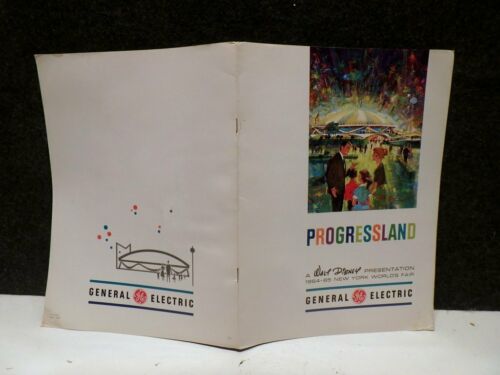 PROGRESSLAND
A Walt Disney PRESENTATION
1964-65 NEW YORK WORLD'S FAIR
GENERAL GE ELECTRIC
GENERAL GE ELECTRIC